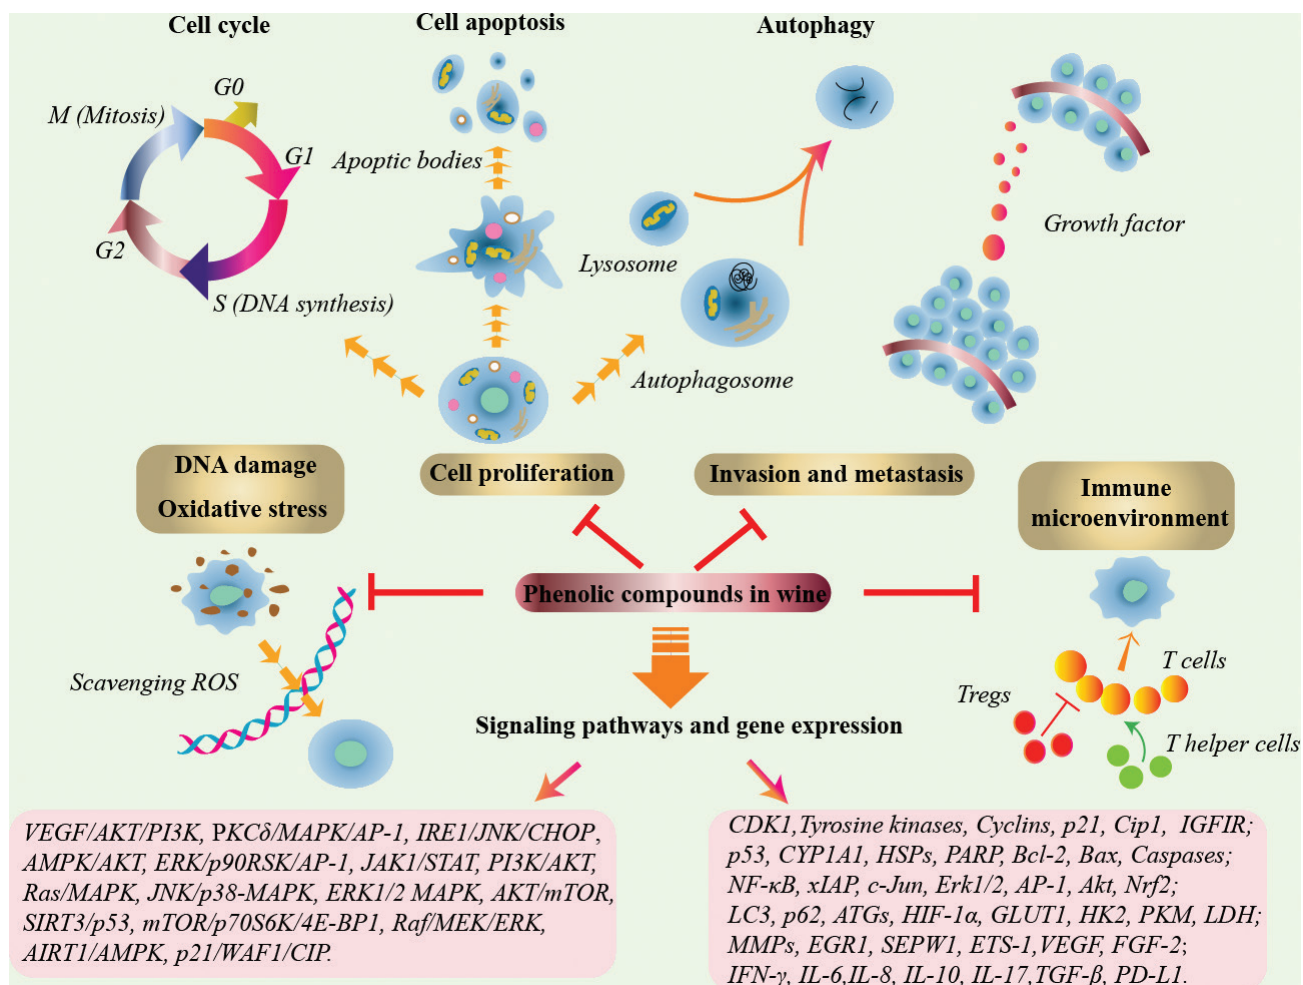 Cell cycle
Cell apoptosis
Autophagy
G0
M (Mitosis)
G1
Apoptic bodies
G2
S (DNA synthesis)
Lysosome
Autophagosome
Growth factor
DNA damage
Oxidative stress
Cell proliferation
Invasion and metastasis
Immune
microenvironment
Phenolic compounds in wine
Scavenging ROS
T cells
Tregs
T helper cells
Signaling pathways and gene expression
VEGF/AKT/PI3K, PKCδ/MAPK/AP-1, IRE1/JNK/CHOP,
AMPK/AKT, ERK/p90RSK/AP-1, JAK1/STAT, PI3K/AKT,
Ras/MAPK, JNK/p38-MAPK, ERK1/2 MAPK, AKT/mTOR,
SIRT3/p53, mTOR/p70S6K/4E-BP1, Raf/MEK/ERK,
AIRT1/AMPK, p21/WAF1/CIP.
CDK1,Tyrosine kinases, Cyclins, p21, Cip1, IGFIR;
p53, CYP1A1, HSPs, PARP, Bcl-2, Bax, Caspases;
NF-κB, xIAP, c-Jun, Erk1/2, AP-1, Akt, Nrf2;
LC3, p62, ATGs, HIF-1α, GLUT1, HK2, PKM, LDH;
MMPs, EGR1, SEPW1, ETS-1,VEGF, FGF-2;
IFN-γ, IL-6,IL-8, IL-10, IL-17,TGF-β, PD-L1.